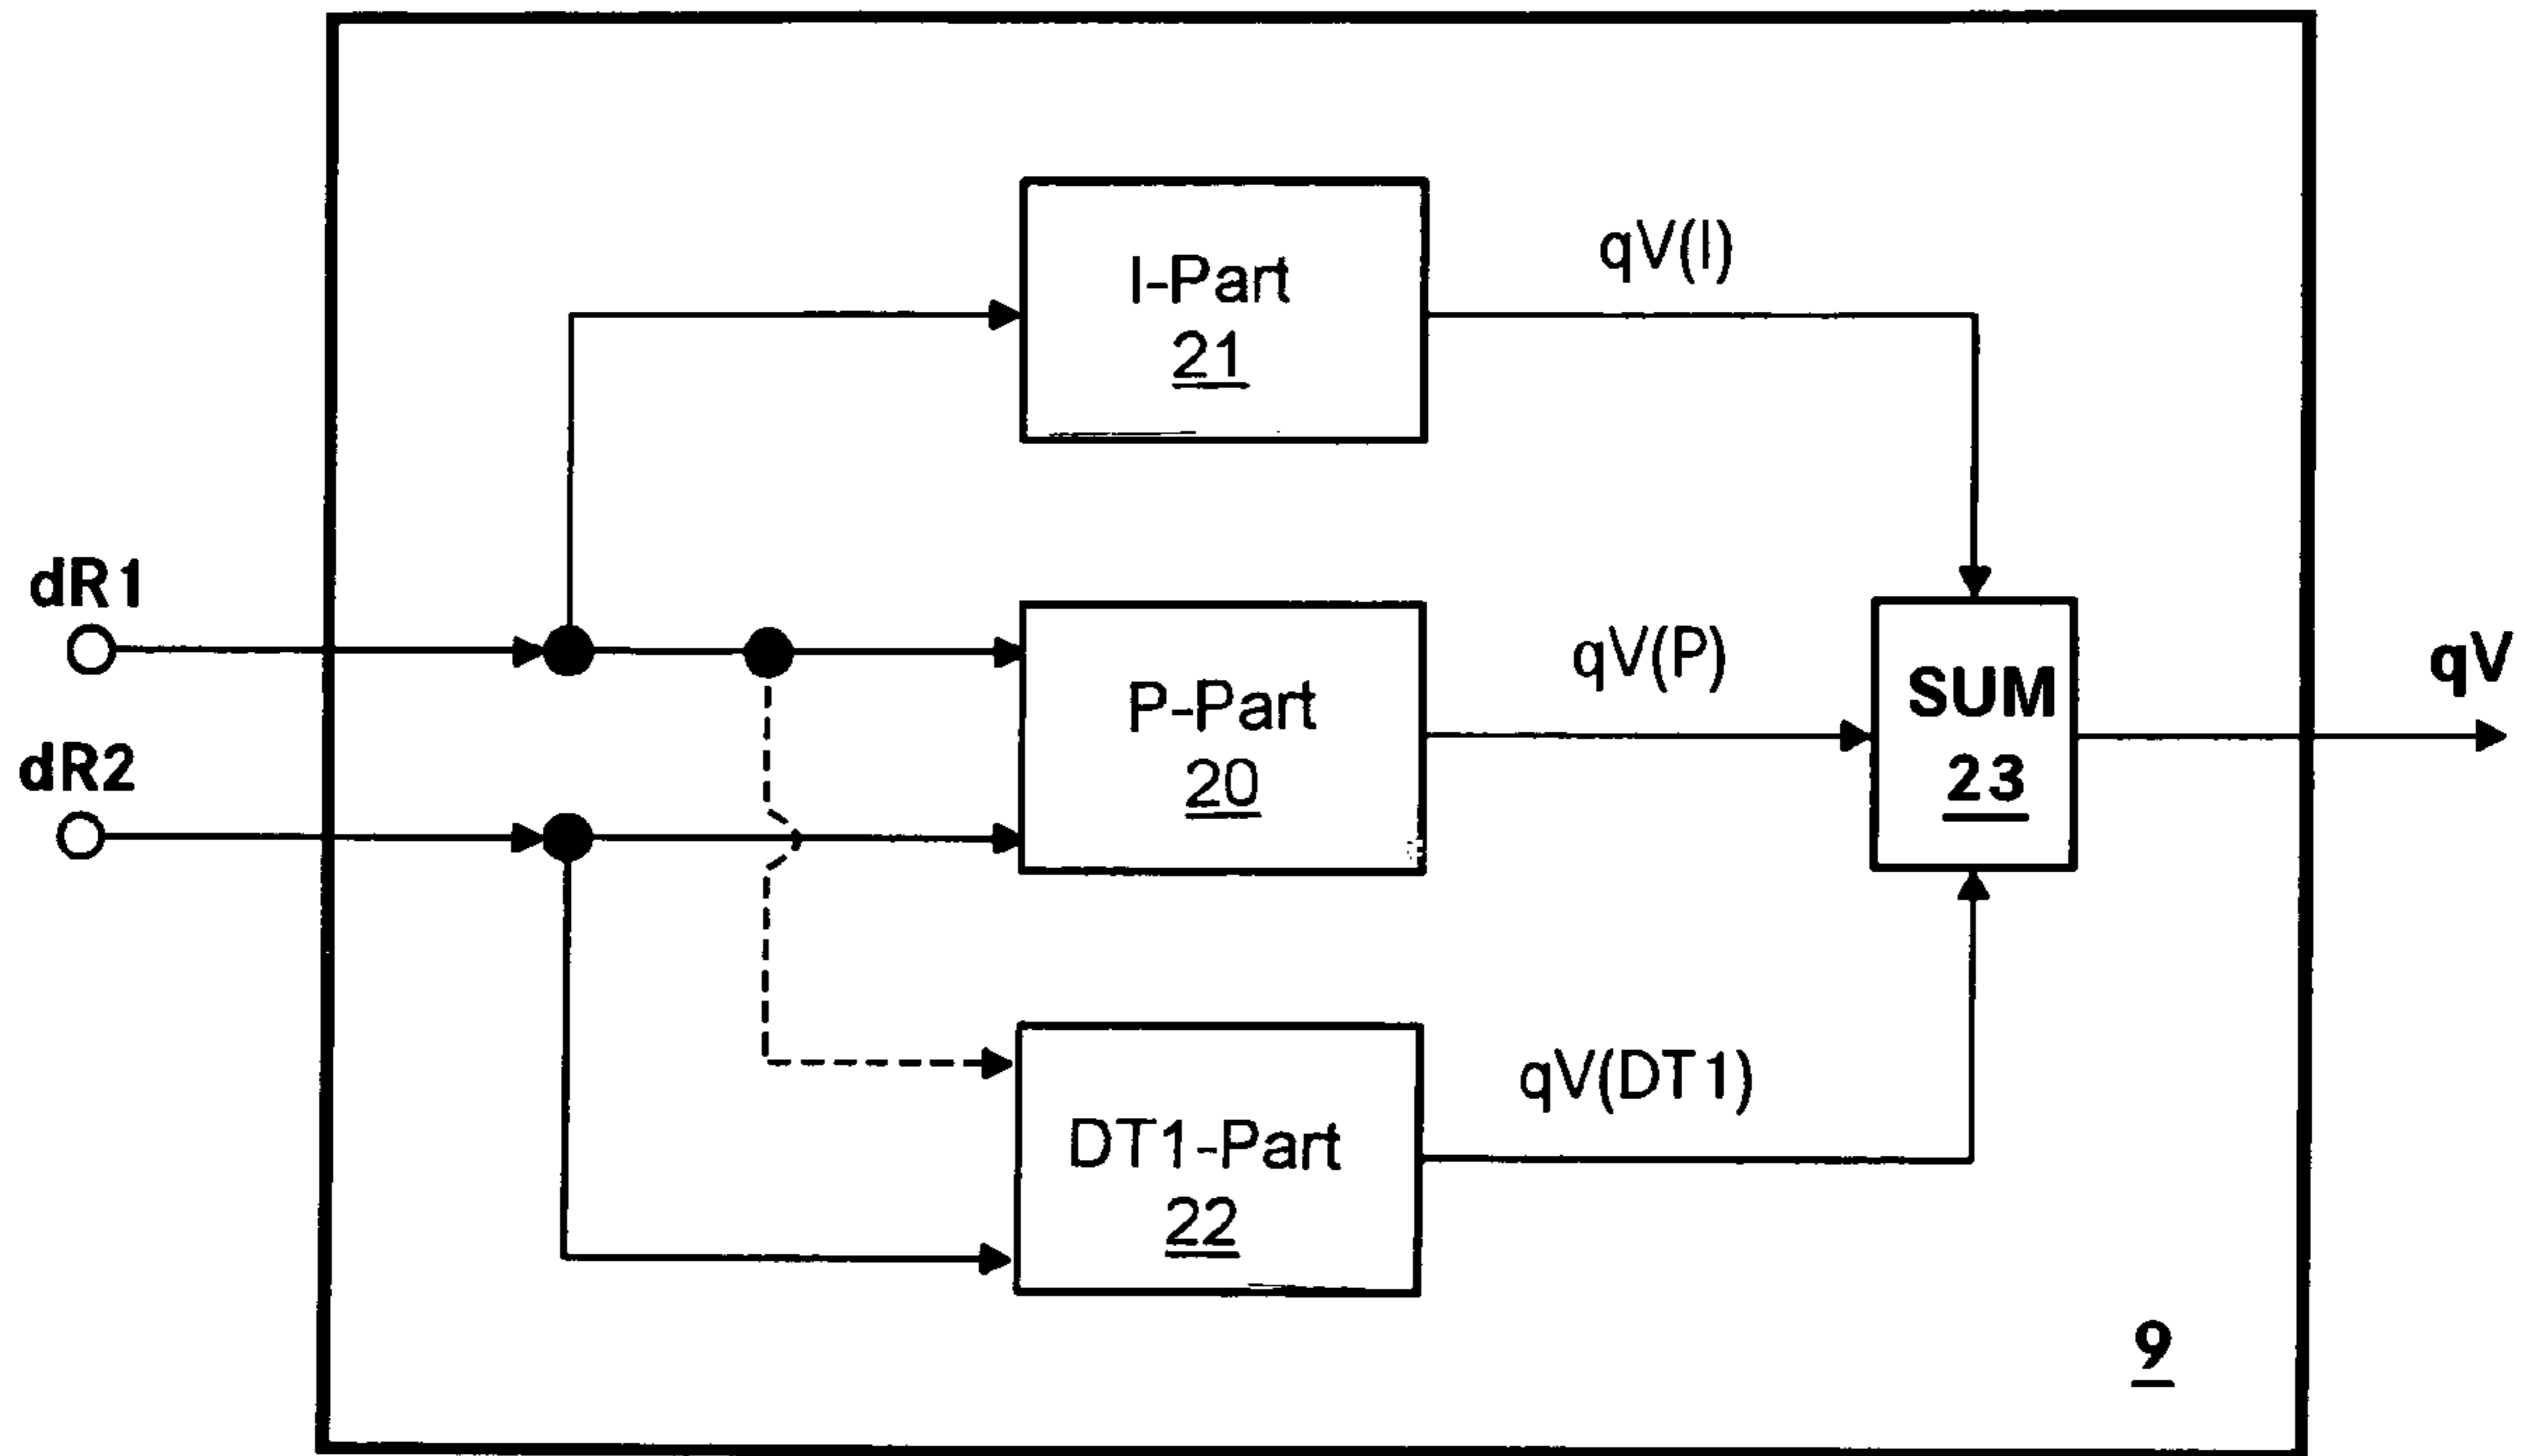 I-Part
21
qV(I)
dR1
dR2
P-Part
20
qV(P)
SUM
23
qV
DT1-Part
22
qV(DT1)
9